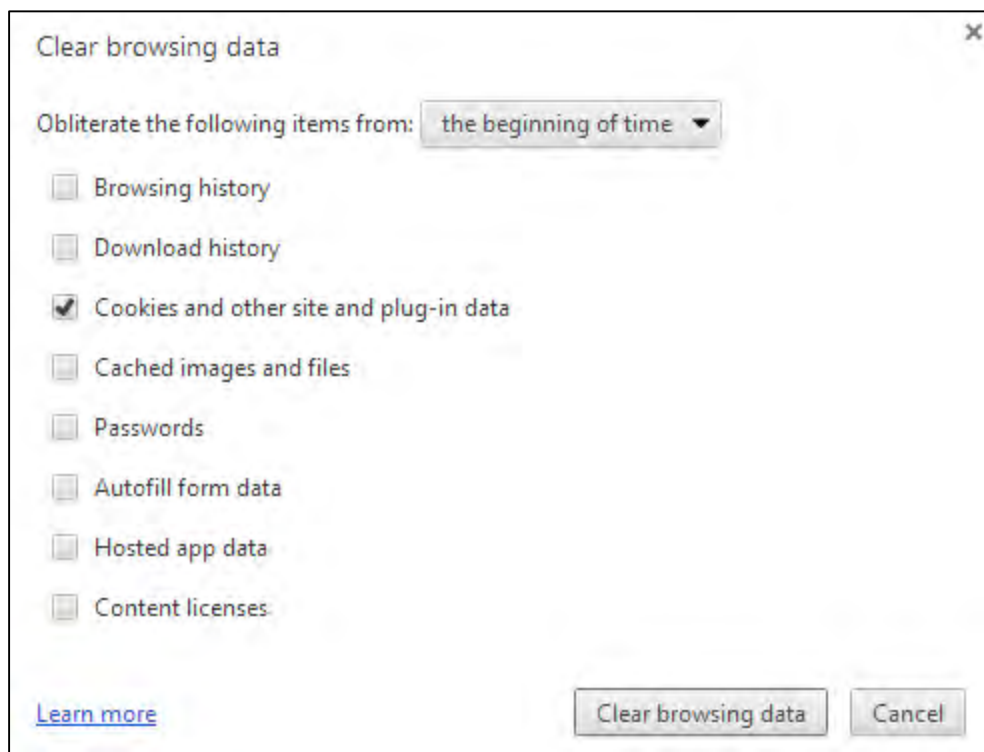 Clear browsing data
Obliterate the following items from: the beginning of time
Browsing history
Download history
Cookies and other site and plug-in data
Cached images and files
Passwords
Autofill form data
Hosted app data
Content licenses
Learn more Clear browsing data Cancel